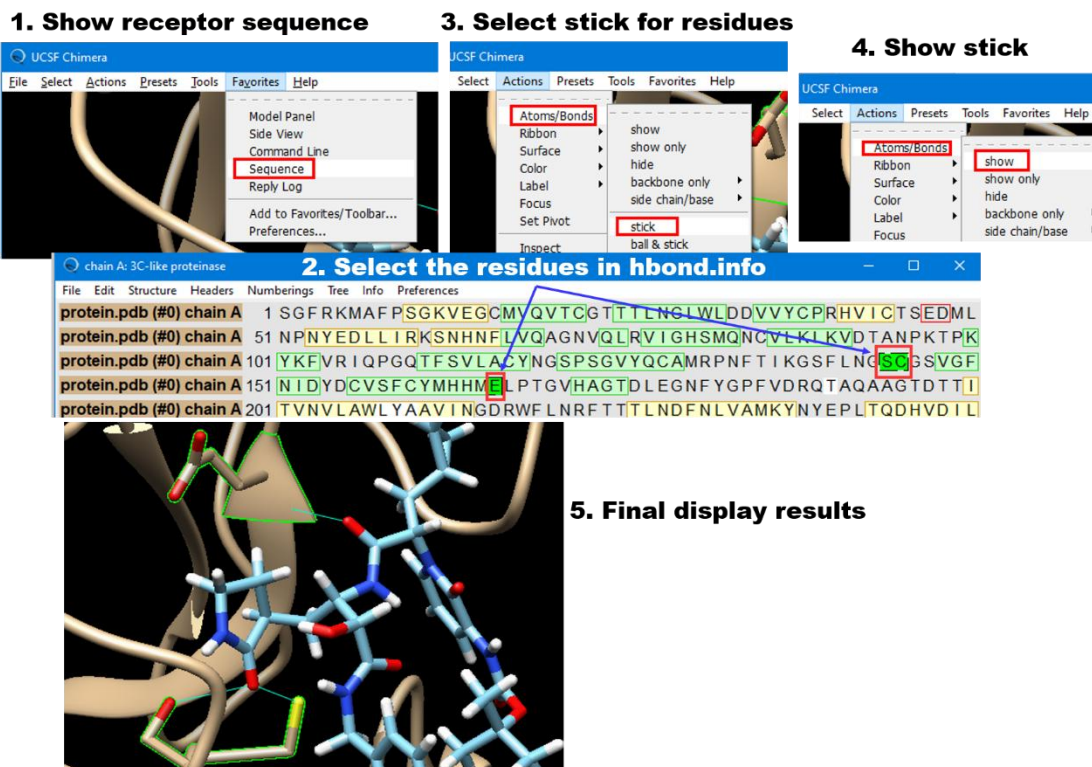 1. Show receptor sequence
UCSF Chimera
File Select Actions Presets Tools Favorites Help
Model Panel
Side View
Command Line
Sequence
Reply Log
Add to Favorites/Toolbar...
Preferences...
3. Select stick for residues
UCSF Chimera
Select Actions Presets Tools Favorites Help
Atoms/Bonds
Ribbon
Surface
Color
Label
Focus
Set Pivot
Inspect
show
show only
hide
backbone only
side chain/base
stick
ball & stick
4. Show stick
UCSF Chimera
Select Actions Presets Tools Favorites Help
Atoms/Bonds
Ribbon
Surface
Color
Label
Focus
show
show only
hide
backbone only
side chain/base
chain A: 3C-like proteinase
2. Select the residues in hbond.info
File Edit Structure Headers Numberings Tree Info Preferences
protein.pdb (#0) chain A 1 SGFRKMAFPSGKVEGCMVQVTCGTTTLNGLWLDDVVYCPRHVICTSEDML
protein.pdb (#0) chain A 51 NPNYEDLLIRKSNHNFLVQAGNVQLRVIGHSMQNCVLKLKVDTANPKTPK
protein.pdb (#0) chain A 101 YKFVRIQPGQTFSVLACYNGSPSGVYQCAMRPNFTIKGSFLNGSCGSVGF
protein.pdb (#0) chain A 151 NIDYDCVSFCYMHHMELPTGVHAGTDLEGNFYGPFVDRQTAQAAGTDTTI
protein.pdb (#0) chain A 201 TVNVLAWLYAAVINGDRWFLNRFTTTLNDFNLVAMKYNYEPLTQDHVDIL
5. Final display results